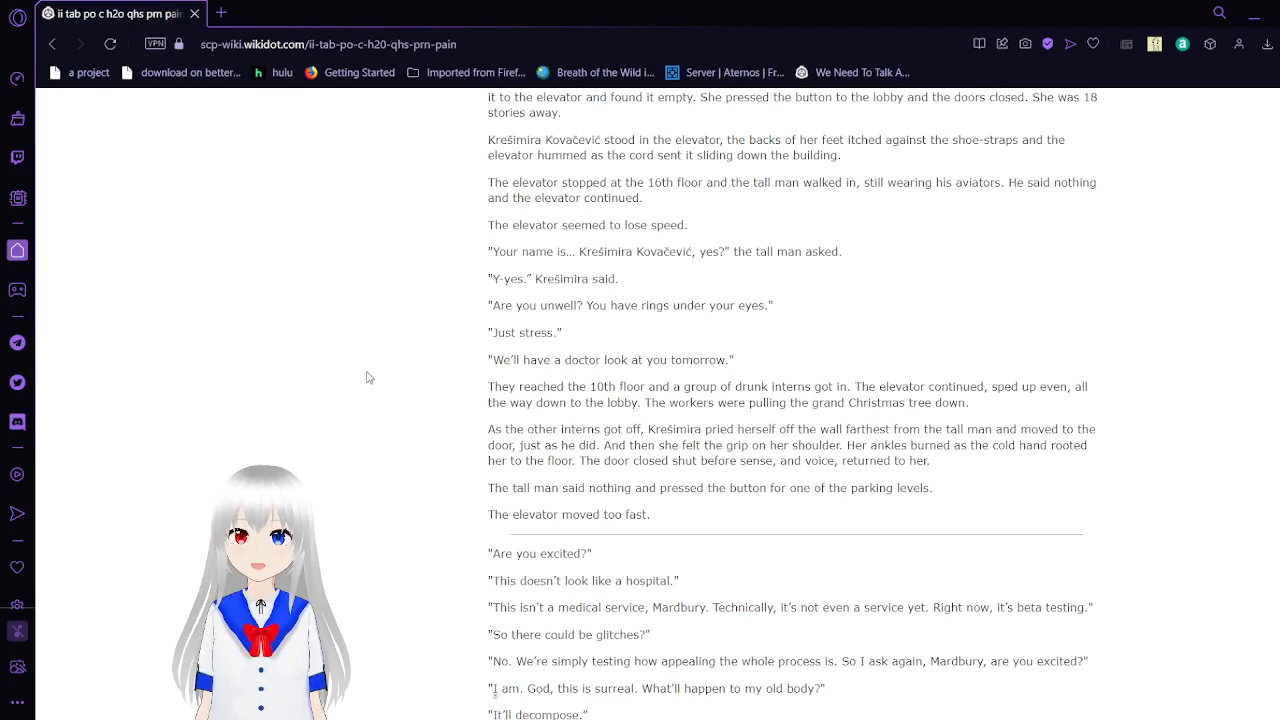 ii tab po c h2o qhs prn pain
VPN
scp-wiki.wikidot.com/ii-tab-po-c-h20-qhs-prn-pain
a project
download on better...
hulu
Getting Started
Imported from Firef...
Breath of the Wild i...
Server | Aternos | Fr...
We Need To Talk A...
it to the elevator and found it empty. She pressed the button to the lobby and the doors closed. She was 18
stories away.
Krešimira Kovačević stood in the elevator, the backs of her feet itched against the shoe-straps and the
elevator hummed as the cord sent it sliding down the building.
The elevator stopped at the 16th floor and the tall man walked in, still wearing his aviators. He said nothing
and the elevator continued.
The elevator seemed to lose speed.
"Your name is… Krešimira Kovačević, yes?" the tall man asked.
"Y-yes.” Krešimira said.
"Are you unwell? You have rings under your eyes."
"Just stress."
"We’ll have a doctor look at you tomorrow."
They reached the 10th floor and a group of drunk interns got in. The elevator continued, sped up even, all
the way down to the lobby. The workers were pulling the grand Christmas tree down.
As the other interns got off, Krešimira pried herself off the wall farthest from the tall man and moved to the
door, just as he did. And then she felt the grip on her shoulder. Her ankles burned as the cold hand rooted
her to the floor. The door closed shut before sense, and voice, returned to her.
The tall man said nothing and pressed the button for one of the parking levels.
The elevator moved too fast.
"Are you excited?"
"This doesn’t look like a hospital."
"This isn’t a medical service, Mardbury. Technically, it’s not even a service yet. Right now, it’s beta testing."
"So there could be glitches?"
"No. We’re simply testing how appealing the whole process is. So I ask again, Mardbury, are you excited?"
"I am. God, this is surreal. What’ll happen to my old body?"
"It’ll decompose."